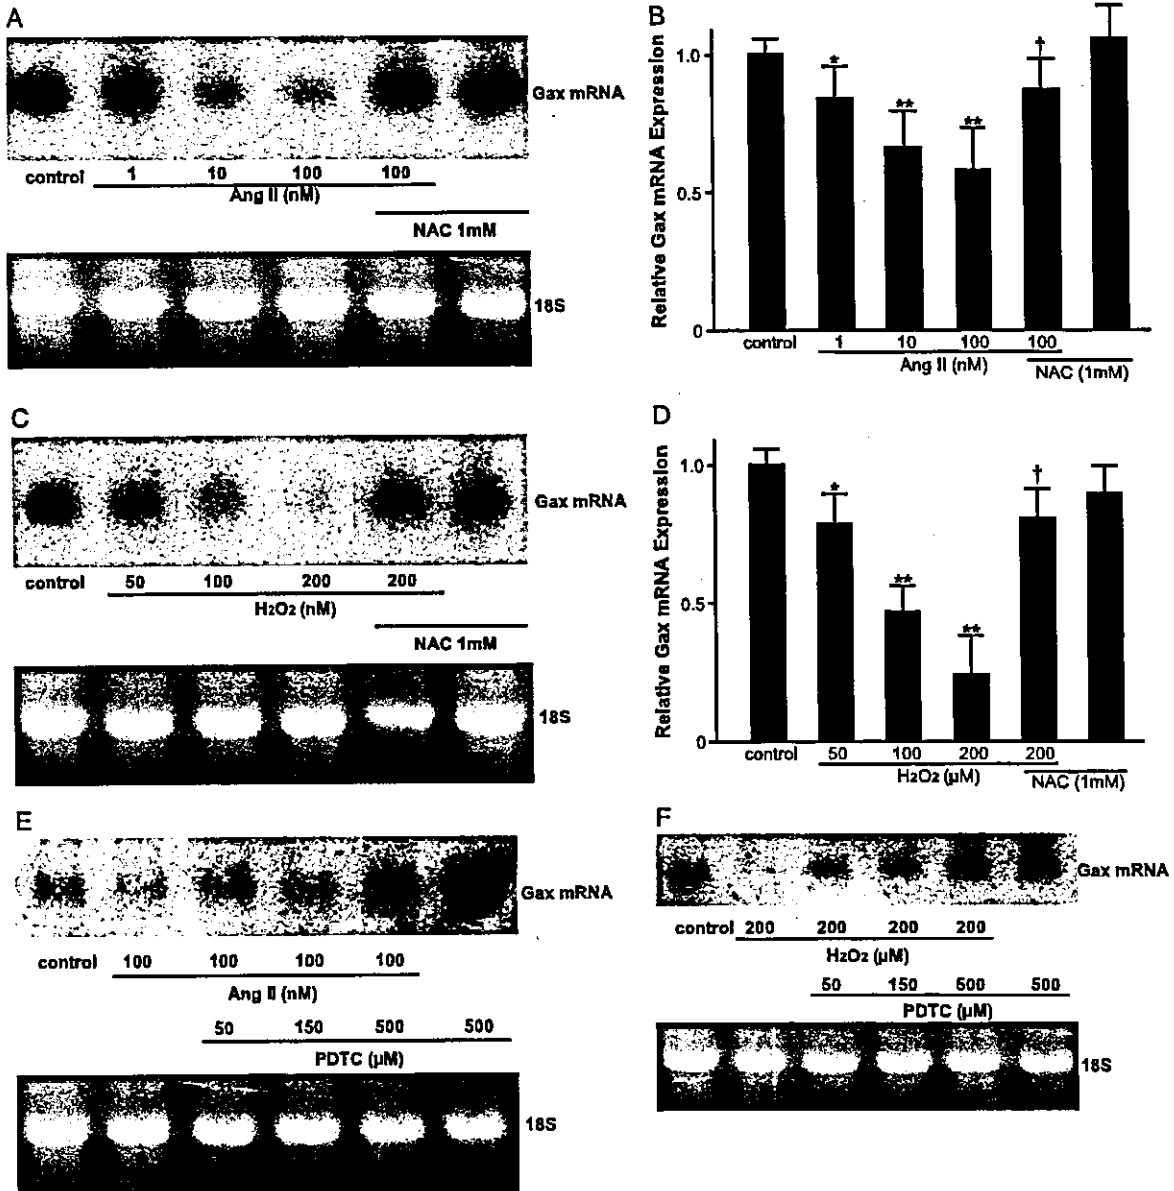 A
Gax mRNA
control 1 10 100 100
Ang II (nM)
NAC 1mM
18S
B
Relative Gax mRNA Expression
1.0
0.5
0
* ** ** +
control 1 10 100 100
Ang II (nM) NAC (1mM)
C
Gax mRNA
control 50 100 200 200
H2O2 (nM)
NAC 1mM
18S
D
Relative Gax mRNA Expression
1.0
0.5
0
* ** ** †
control 50 100 200 200
H2O2 (µM) NAC (1mM)
E
Gax mRNA
control 100 100 100 100
Ang II (nM)
50 150 500 500
PDTC (µM)
18S
F
Gax mRNA
control 200 200 200 200
H2O2 (µM)
50 150 500 500
PDTC (µM)
18S